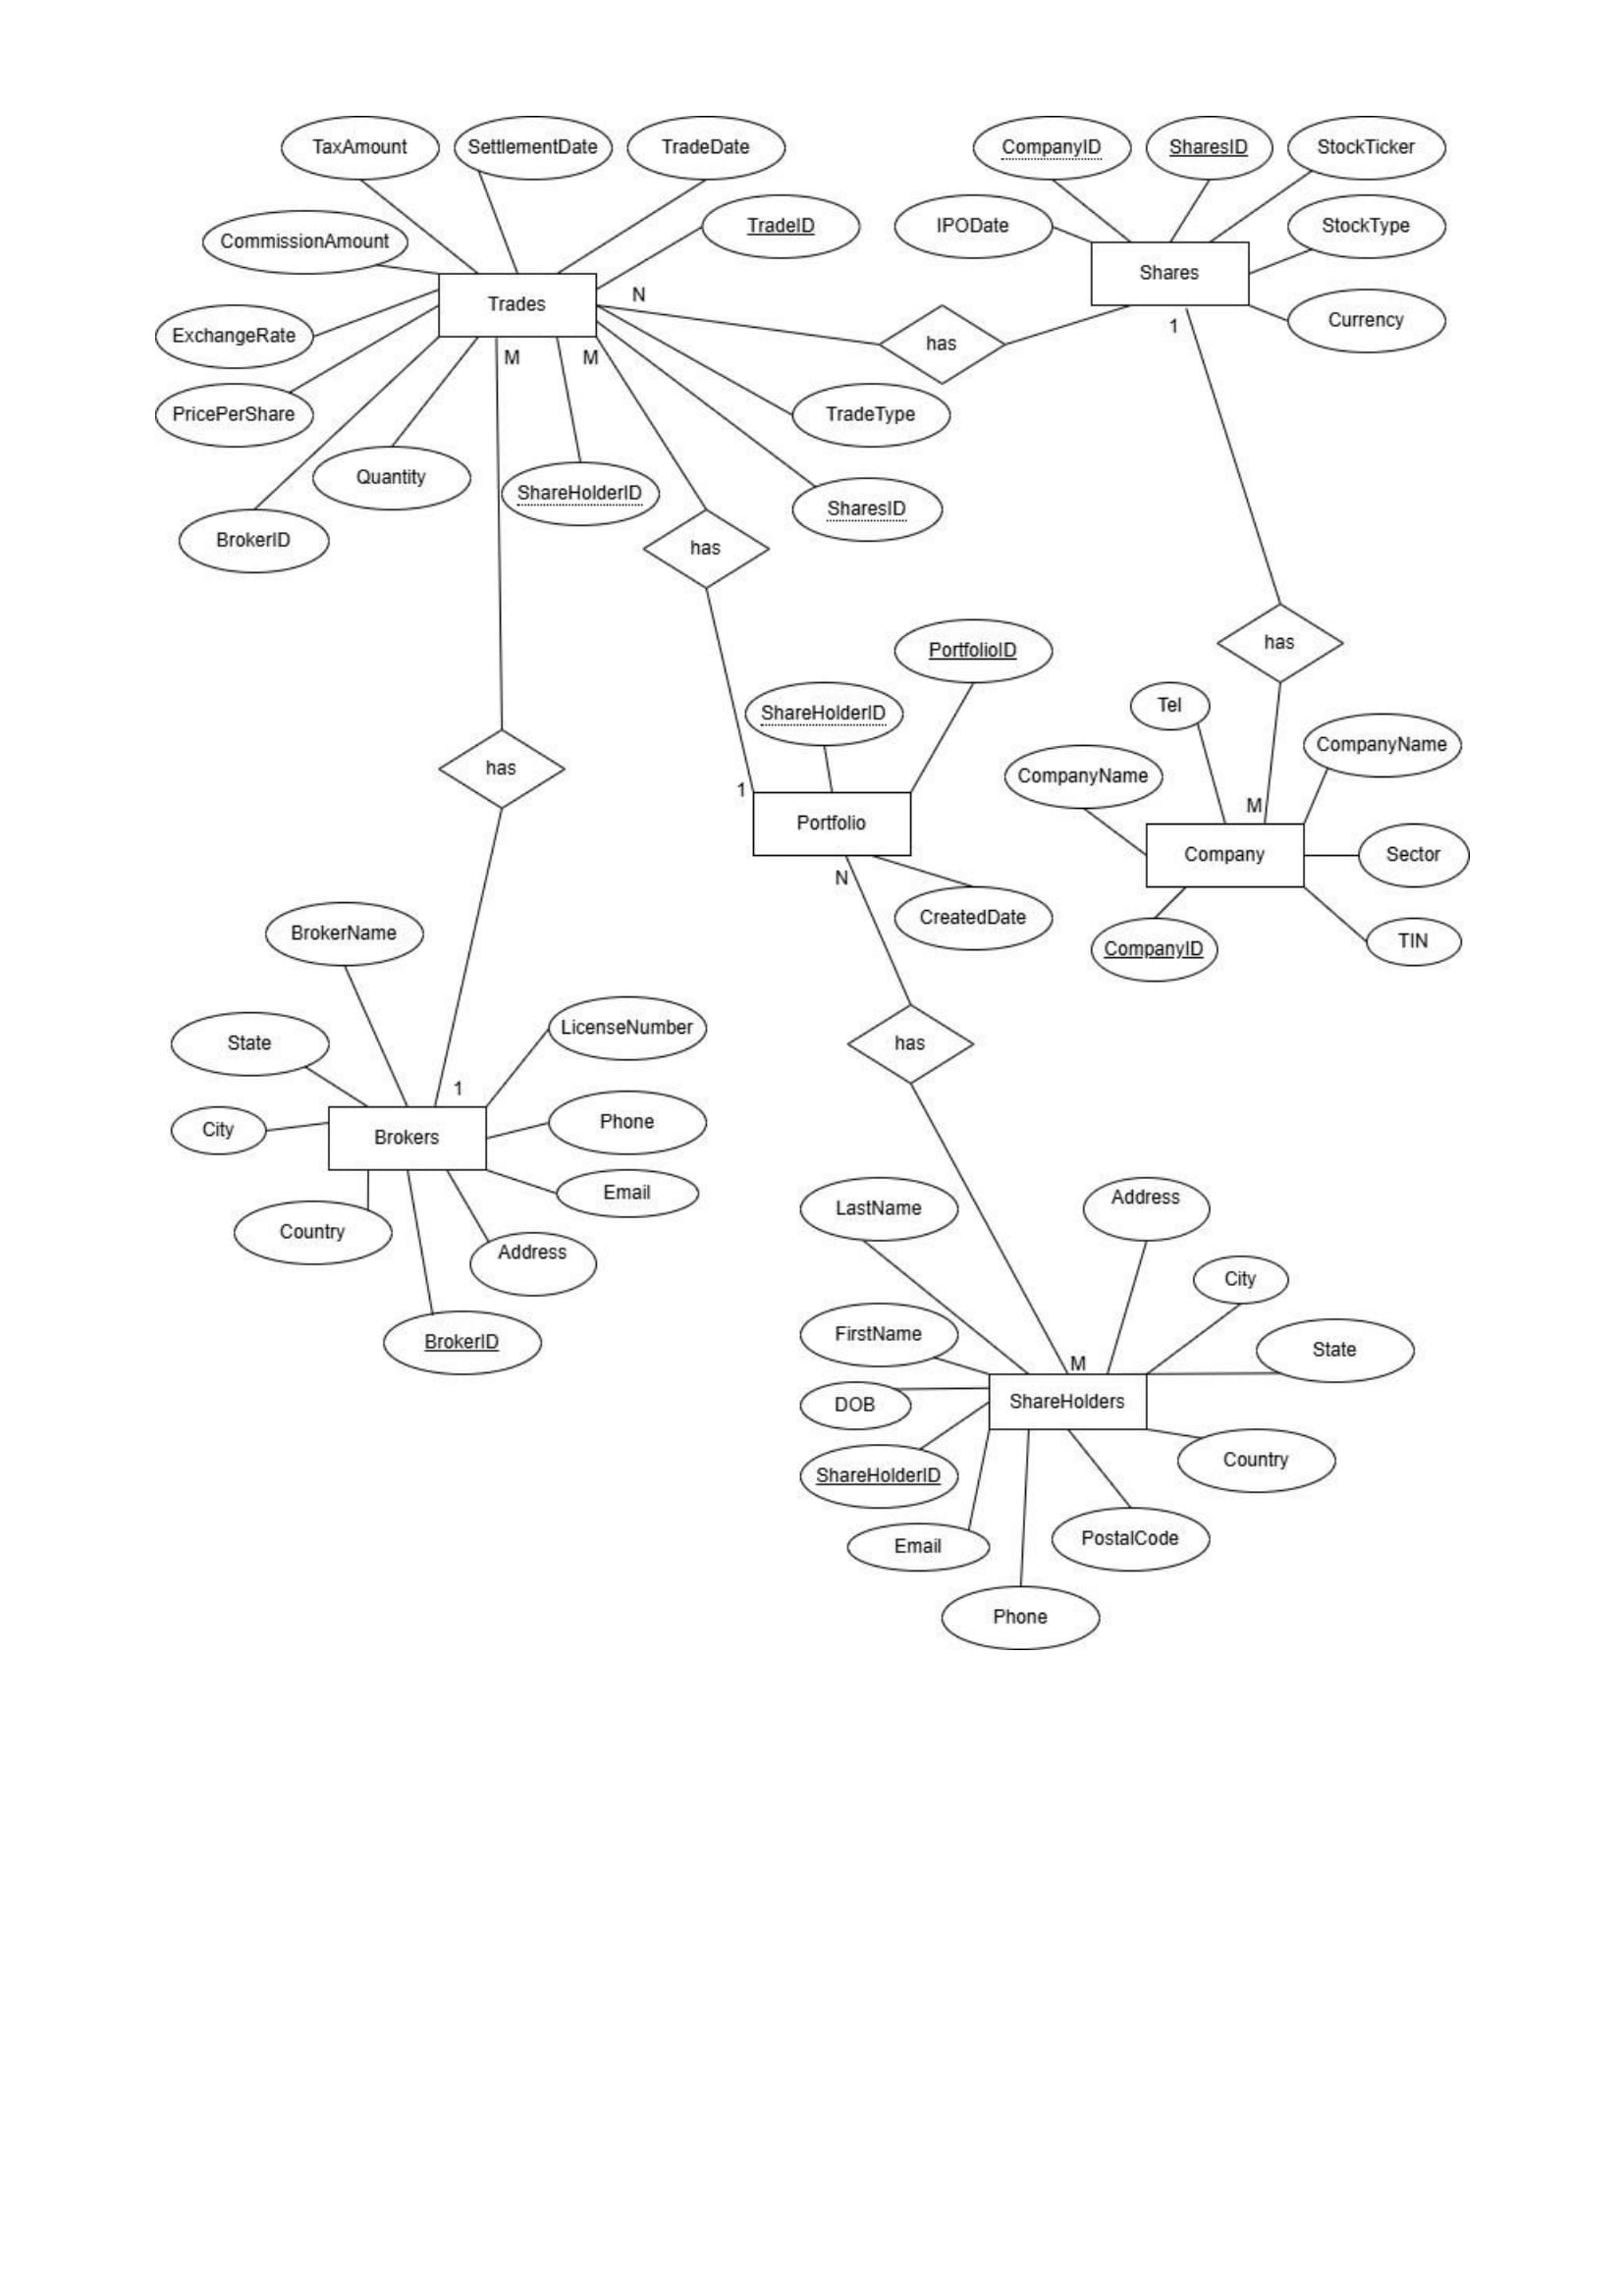 TaxAmount
SettlementDate
TradeDate
CompanyID
SharesID
StockTicker
CommissionAmount
TradeID
IPODate
StockType
Trades
Shares
N
ExchangeRate
has
1
Currency
M
M
PricePerShare
TradeType
Quantity
ShareHolderID
SharesID
BrokerID
has
PortfolioID
has
ShareHolderID
Tel
CompanyName
CompanyName
has
1
M
Portfolio
Company
Sector
N
CreatedDate
CompanyID
TIN
BrokerName
LicenseNumber
State
has
1
City
Brokers
Phone
Email
Country
Address
BrokerID
LastName
Address
City
FirstName
State
M
DOB
ShareHolders
Country
ShareHolderID
Email
PostalCode
Phone